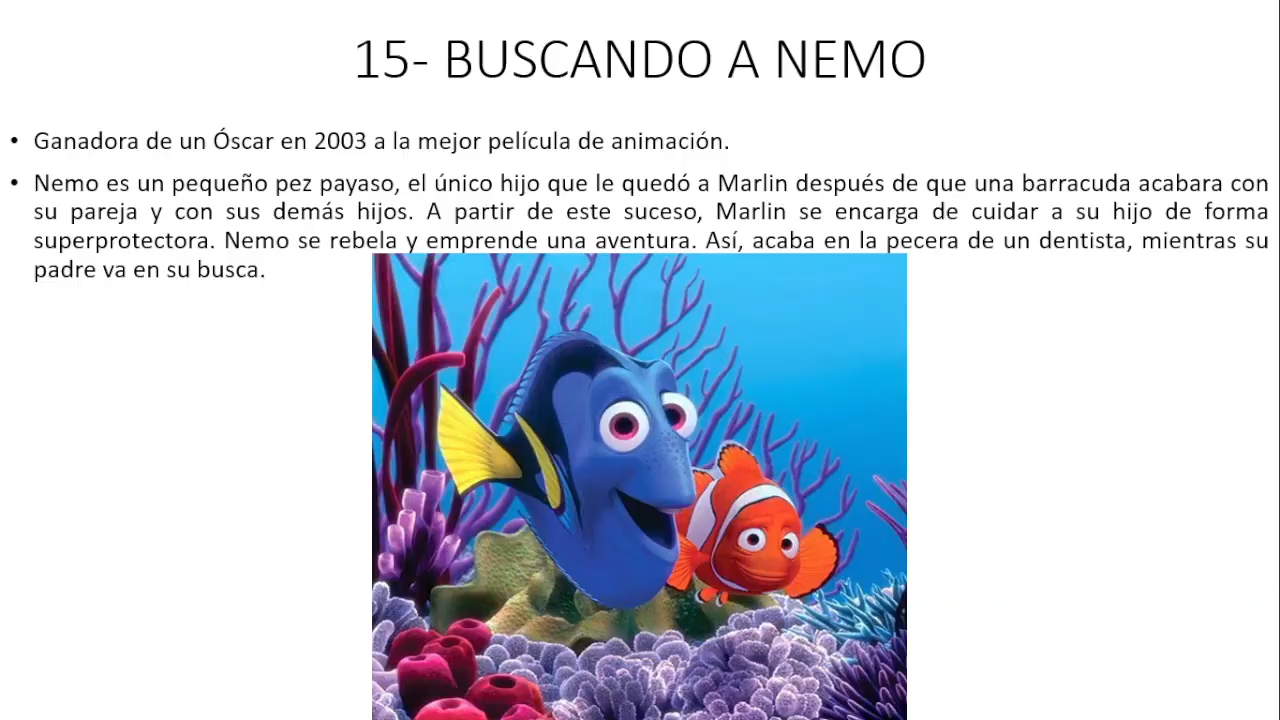 15- BUSCANDO A NEMO
• Ganadora de un Óscar en 2003 a la mejor película de animación.
• Nemo es un pequeño pez payaso, el único hijo que le quedó a Marlin después de que una barracuda acabara con
su pareja y con sus demás hijos. A partir de este suceso, Marlin se encarga de cuidar a su hijo de forma
superprotectora. Nemo se rebela y emprende una aventura. Así, acaba en la pecera de un dentista, mientras su
padre va en su busca.